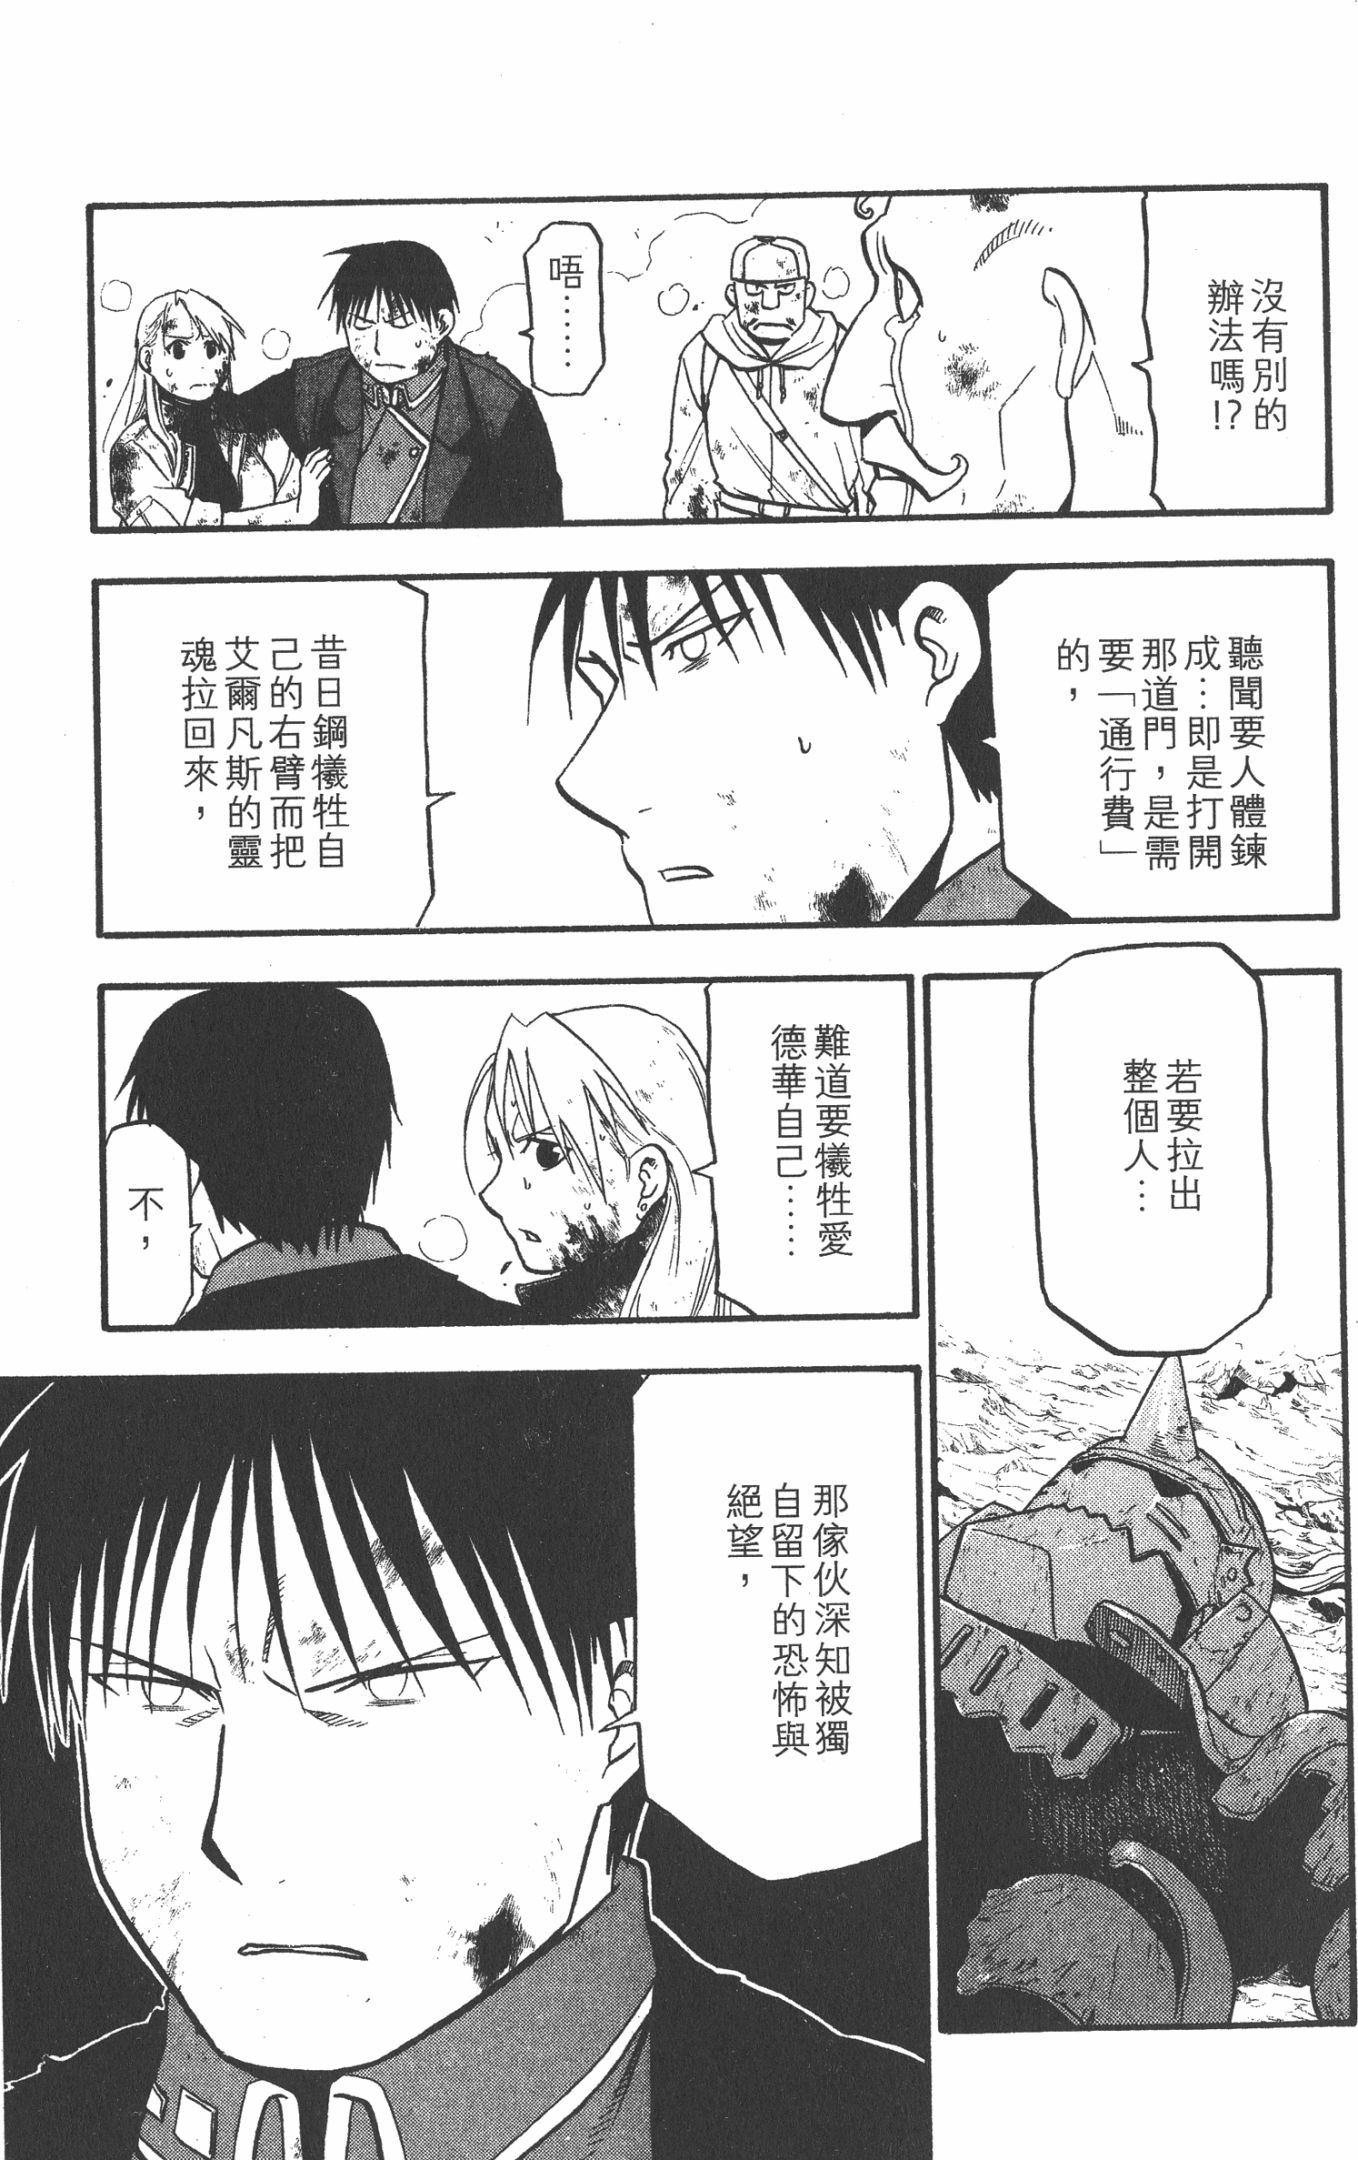 沒有別的
辦法嗎!?
唔……
聽聞要人體鍊
成…即是打開
那道門，是需
要「通行費」
的，
昔日鋼犧牲自
己的右臂而把
艾爾凡斯的靈
魂拉回來，
若要拉出
整個人…
難道要犧牲愛
德華自己……
不，
那傢伙深知被獨
自留下的恐怖與
絕望，